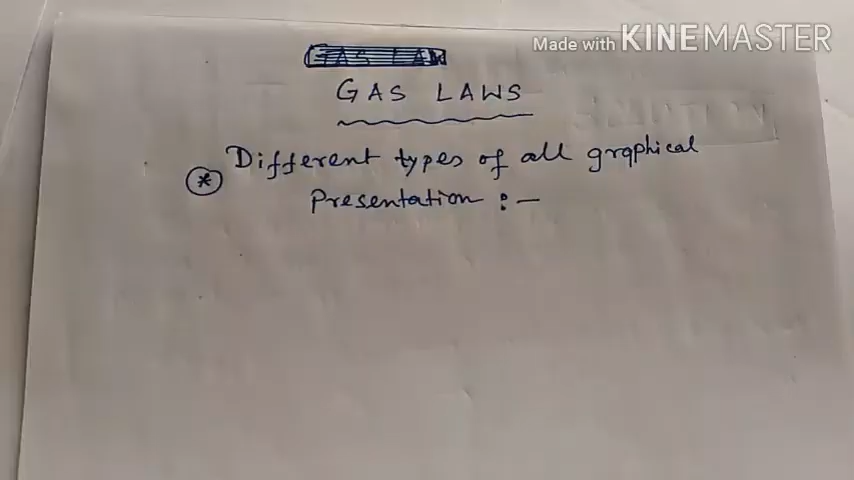 Made with KINEMASTER
GAS LAWS
* Different types of all graphical
Presentation :-